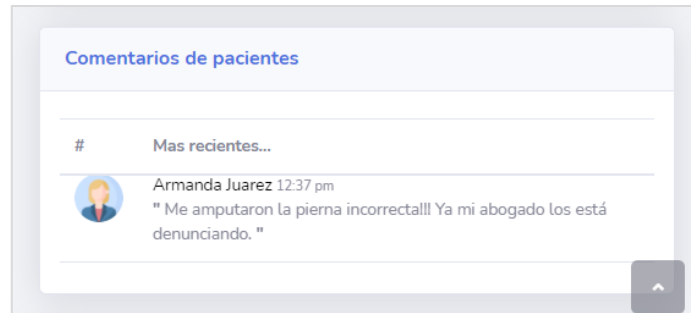 Comentarios de pacientes
# Mas recientes...
Armanda Juarez 12:37 pm
" Me amputaron la pierna incorrecta!!! Ya mi abogado los está
denunciando. "